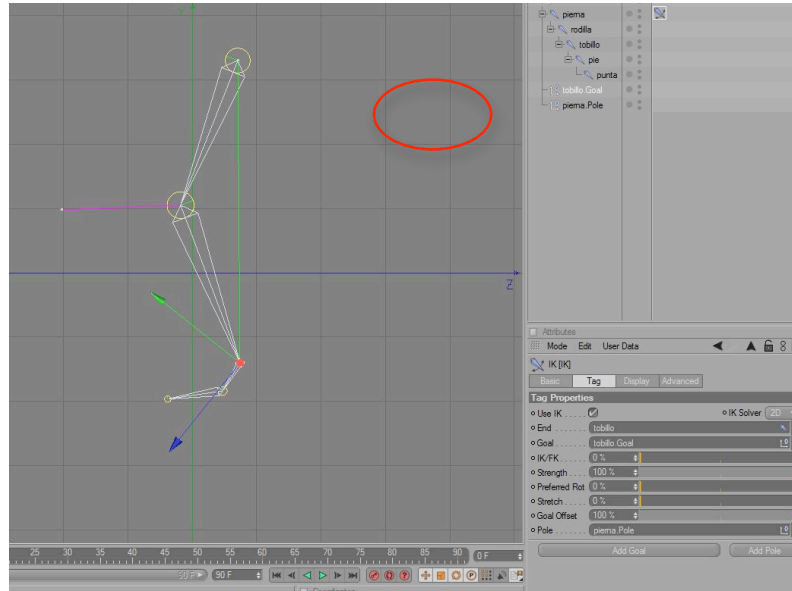 Y
pierna
rodilla
tobillo
pie
punta
tobillo.Goal
pierna.Pole
Z
Attributes
Mode Edit User Data
IK [IK]
Basic Tag Display Advanced
Tag Properties
Use IK IK Solver 2D
End tobillo
Goal tobillo.Goal
IK/FK 0 %
Strength 100 %
Preferred Rot 0 %
Stretch 0 %
Goal Offset 100 %
Pole pierna.Pole
Add Goal Add Pole
25 30 35 40 45 50 55 60 65 70 75 80 85 90 0 F
90 F 90 F
Coordinates